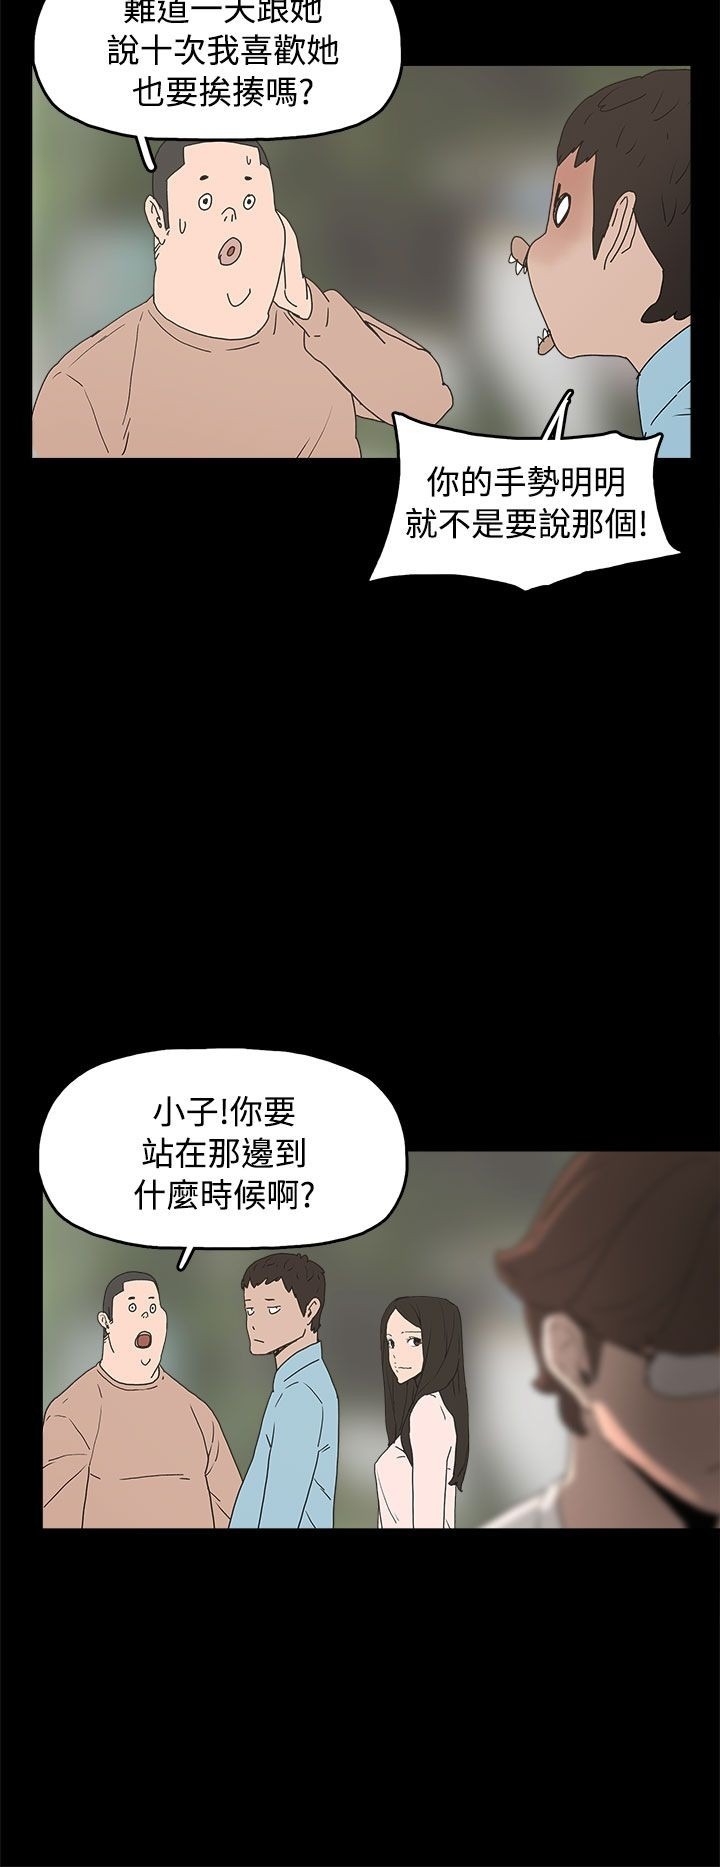 難道一天跟她
說十次我喜歡她
也要挨揍嗎?
你的手勢明明
就不是要說那個!
小子!你要
站在那邊到
什麼時候啊?